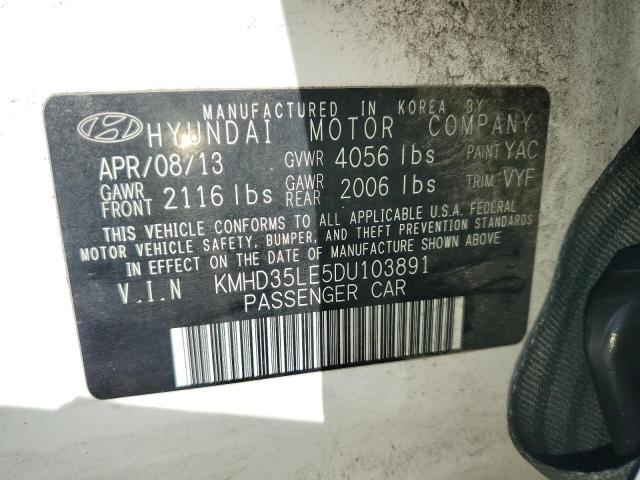 MANUFACTURED IN KOREA BY
HYUNDAI MOTOR COMPANY
APR/08/13 GVWR 4056 lbs PAINT YAC
GAWR FRONT 2116 lbs GAWR REAR 2006 lbs TRIM VYF
THIS VEHICLE CONFORMS TO ALL APPLICABLE U.S.A. FEDERAL
MOTOR VEHICLE SAFETY, BUMPER, AND THEFT PREVENTION STANDARDS
IN EFFECT ON THE DATE OF MANUFACTURE SHOWN ABOVE.
V.I.N KMHD35LE5DU103891
PASSENGER CAR